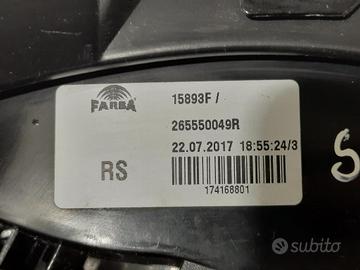 FARBA
15893F /
265550049R
22.07.2017 18:55:24/3
RS
174168801
S
subito